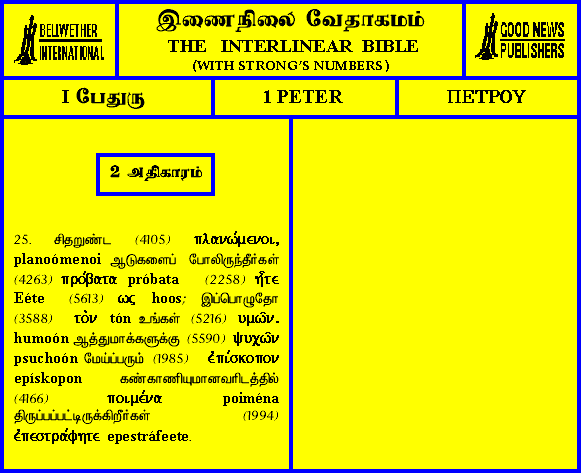 BELLWETHER
INTERNATIONAL
இணைநிலை வேதாகமம்
THE INTERLINEAR BIBLE
(WITH STRONG'S NUMBERS)
GOOD NEWS
PUBLISHERS
I பேதுரு
1 PETER
ΠΕΤΡΟΥ
2 அதிகாரம்
25. சிதறுண்ட (4105) πλανώμενοι,
planoómenoi ஆடுகளைப் போலிருந்தீர்கள்
(4263) πρόβατα próbata (2258) ἦτε
Eéte (5613) ως hoos; இப்பொழுதோ
(3588) τὸν tón உங்கள் (5216) υμῶν.
humoón ஆத்துமாக்களுக்கு (5590) ψυχῶν
psuchoón மேய்ப்பரும் (1985) ἐπίσκοπον
epískopon கண்காணியுமானவரிடத்தில்
(4166) ποιμένα poiména
திருப்பப்பட்டிருக்கிறீர்கள் (1994)
ἐπεστράφητε epestráfeete.